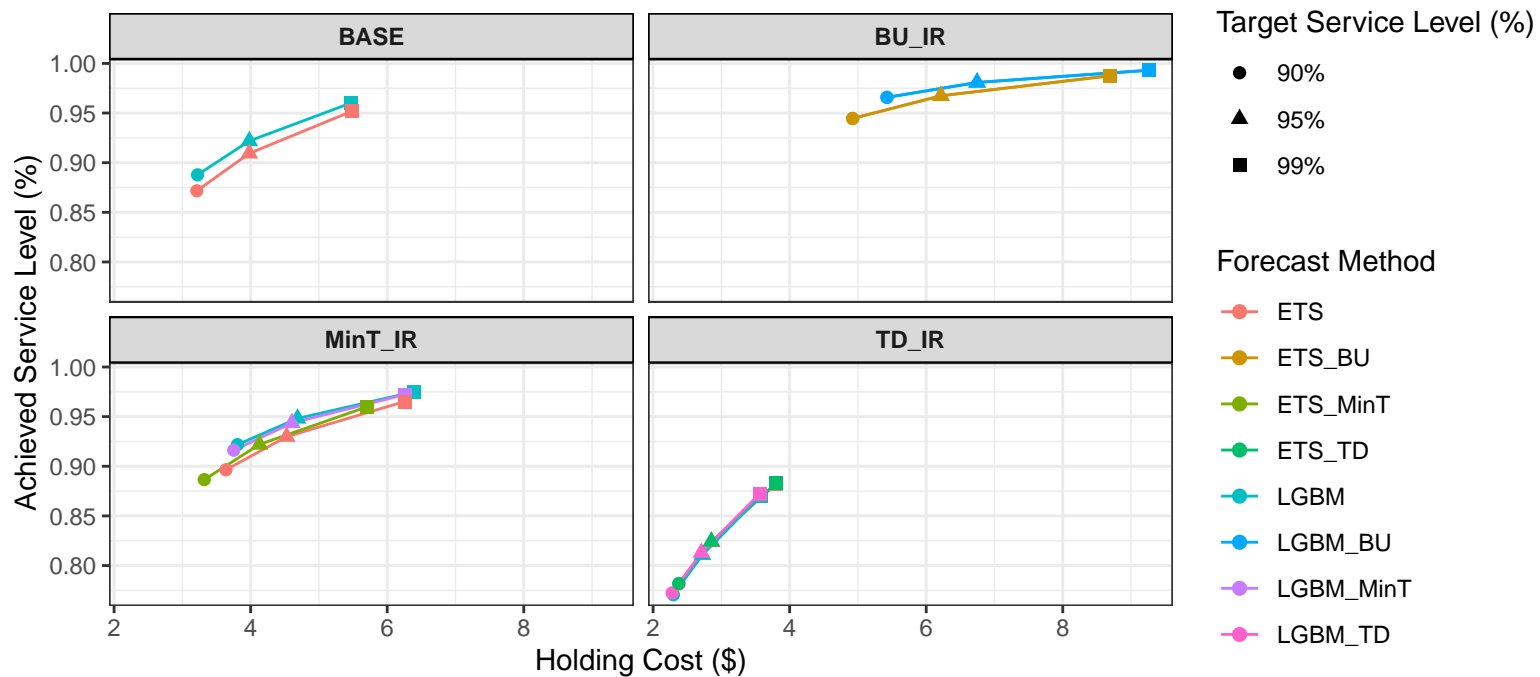 BASE
BU_IR
1.00
0.95
0.90
0.85
0.80
MinT_IR
TD_IR
1.00
0.95
0.90
0.85
0.80
2 4 6 8
2 4 6 8
Achieved Service Level (%)
Holding Cost ($)
Target Service Level (%)
90%
95%
99%
Forecast Method
ETS
ETS_BU
ETS_MinT
ETS_TD
LGBM
LGBM_BU
LGBM_MinT
LGBM_TD